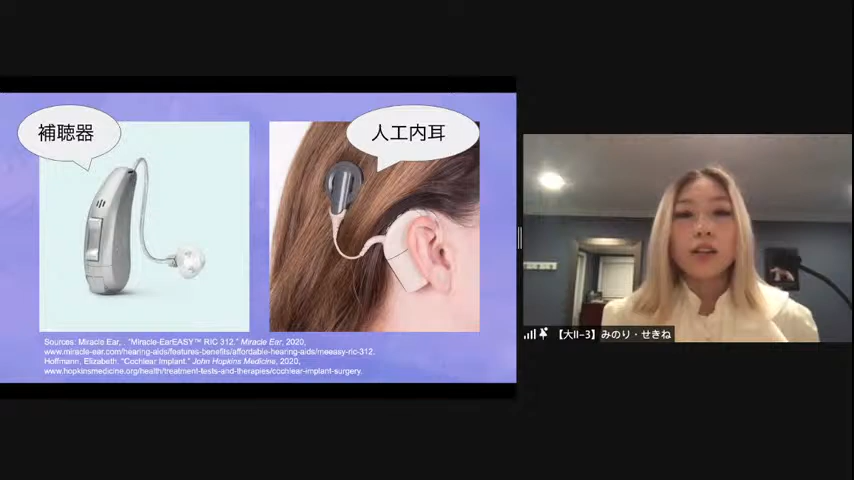 補聴器
人工内耳
Sources: Miracle Ear, . "Miracle-EarEASY™ RIC 312." Miracle Ear, 2020,
www.miracle-ear.com/hearing-aids/features-benefits/affordable-hearing-aids/meeasy-ric-312.
Hoffmann, Elizabeth. "Cochlear Implant." John Hopkins Medicine, 2020,
www.hopkinsmedicine.org/health/treatment-tests-and-therapies/cochlear-implant-surgery.
【大II-3】みのり・せきね